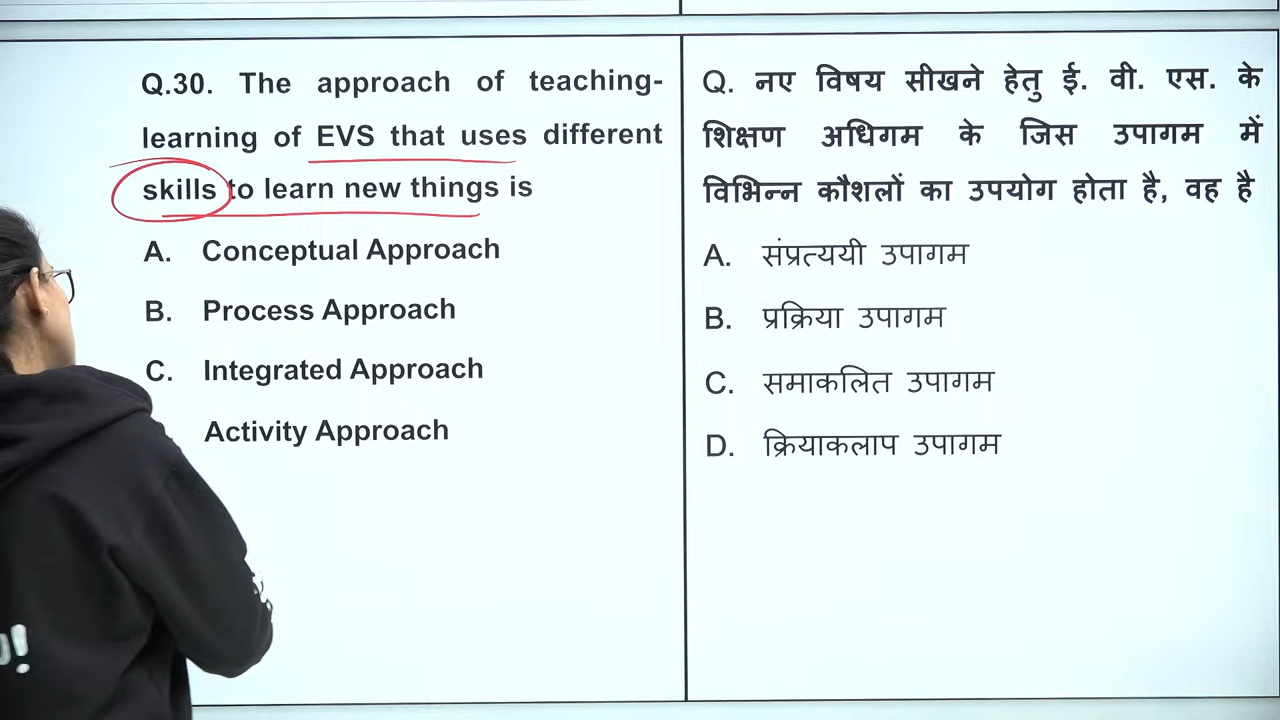 Q.30. The approach of teaching-
learning of EVS that uses different
skills to learn new things is
A. Conceptual Approach
B. Process Approach
C. Integrated Approach
Activity Approach
Q. नए विषय सीखने हेतु ई. वी. एस. के
शिक्षण अधिगम के जिस उपागम में
विभिन्न कौशलों का उपयोग होता है, वह है
A. संप्रत्ययी उपागम
B. प्रक्रिया उपागम
C. समाकलित उपागम
D. क्रियाकलाप उपागम